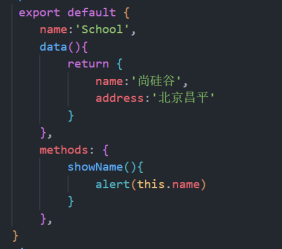 export default {
name:'School',
data(){
return {
name:'尚硅谷',
address:'北京昌平'
}
},
methods: {
showName(){
alert(this.name)
}
},
}